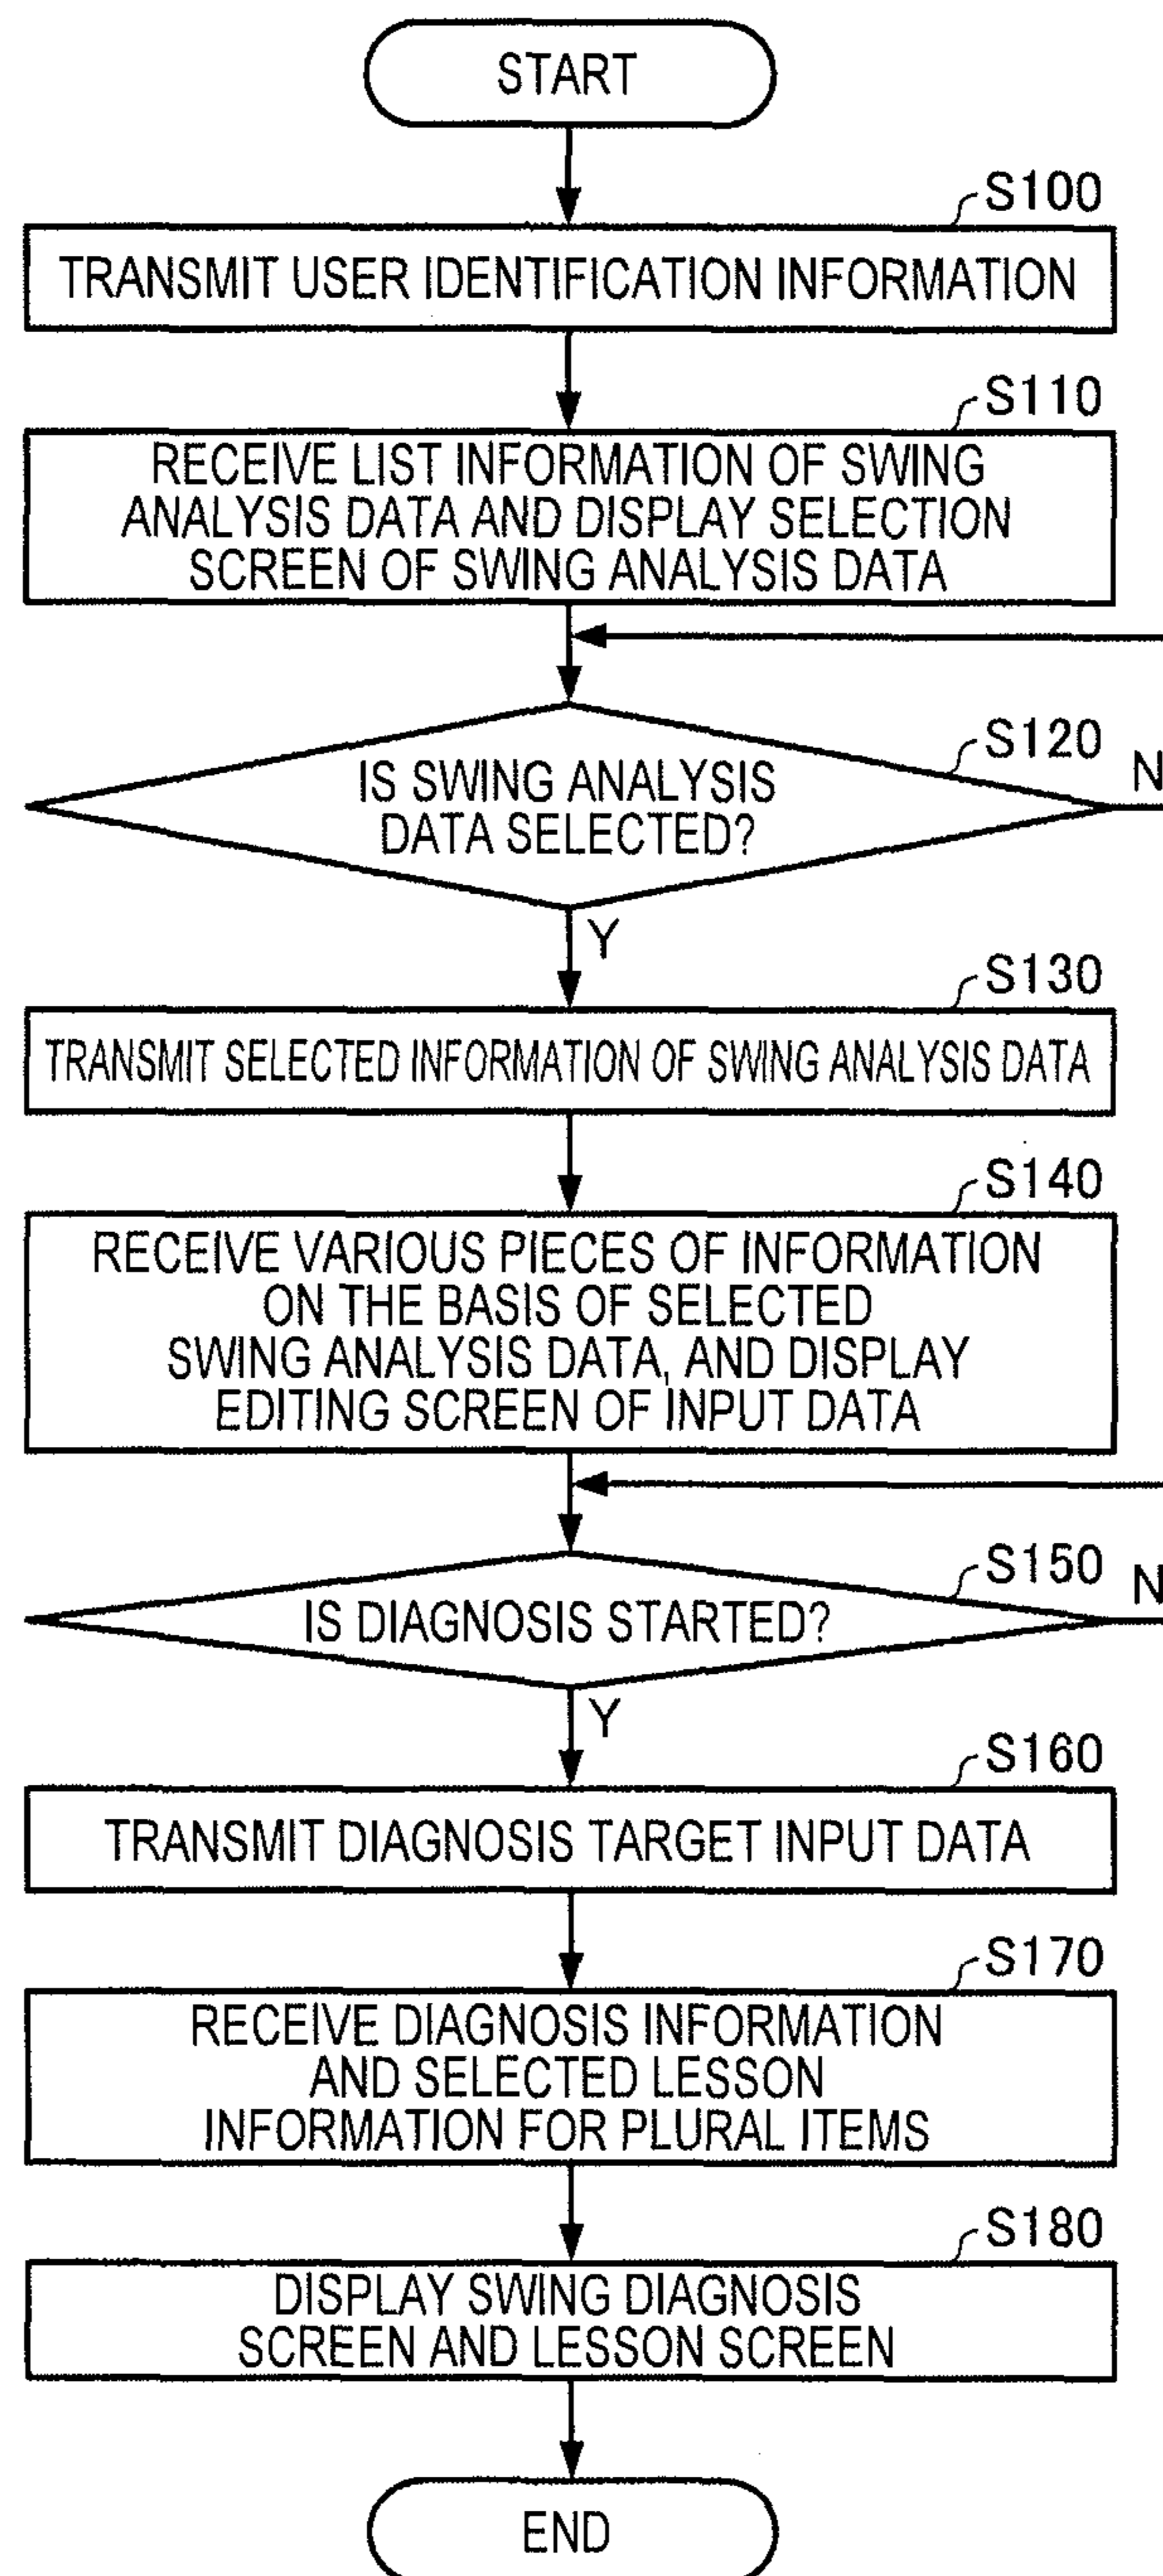 START
S100
TRANSMIT USER IDENTIFICATION INFORMATION
S110
RECEIVE LIST INFORMATION OF SWING
ANALYSIS DATA AND DISPLAY SELECTION
SCREEN OF SWING ANALYSIS DATA
S120
N
IS SWING ANALYSIS
DATA SELECTED?
Y
S130
TRANSMIT SELECTED INFORMATION OF SWING ANALYSIS DATA
S140
RECEIVE VARIOUS PIECES OF INFORMATION
ON THE BASIS OF SELECTED
SWING ANALYSIS DATA, AND DISPLAY
EDITING SCREEN OF INPUT DATA
S150
N
IS DIAGNOSIS STARTED?
Y
S160
TRANSMIT DIAGNOSIS TARGET INPUT DATA
S170
RECEIVE DIAGNOSIS INFORMATION
AND SELECTED LESSON
INFORMATION FOR PLURAL ITEMS
S180
DISPLAY SWING DIAGNOSIS
SCREEN AND LESSON SCREEN
END